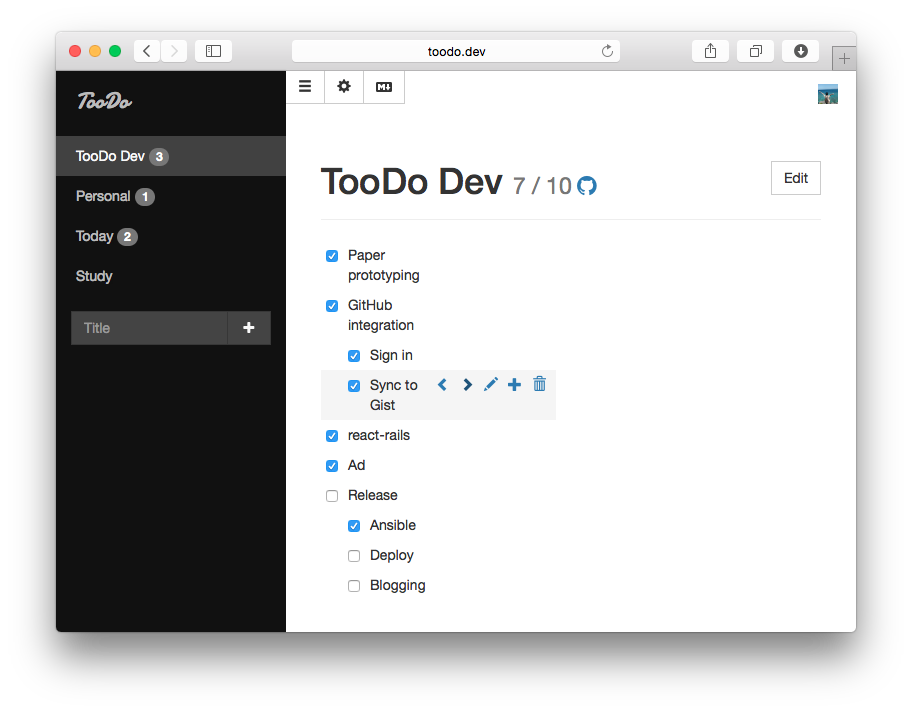 toodo.dev
TooDo
TooDo Dev 3
Personal 1
Today 2
Study
Title
M
TooDo Dev 7 / 10
Edit
Paper
prototyping
GitHub
integration
Sign in
Sync to
Gist
react-rails
Ad
Release
Ansible
Deploy
Blogging